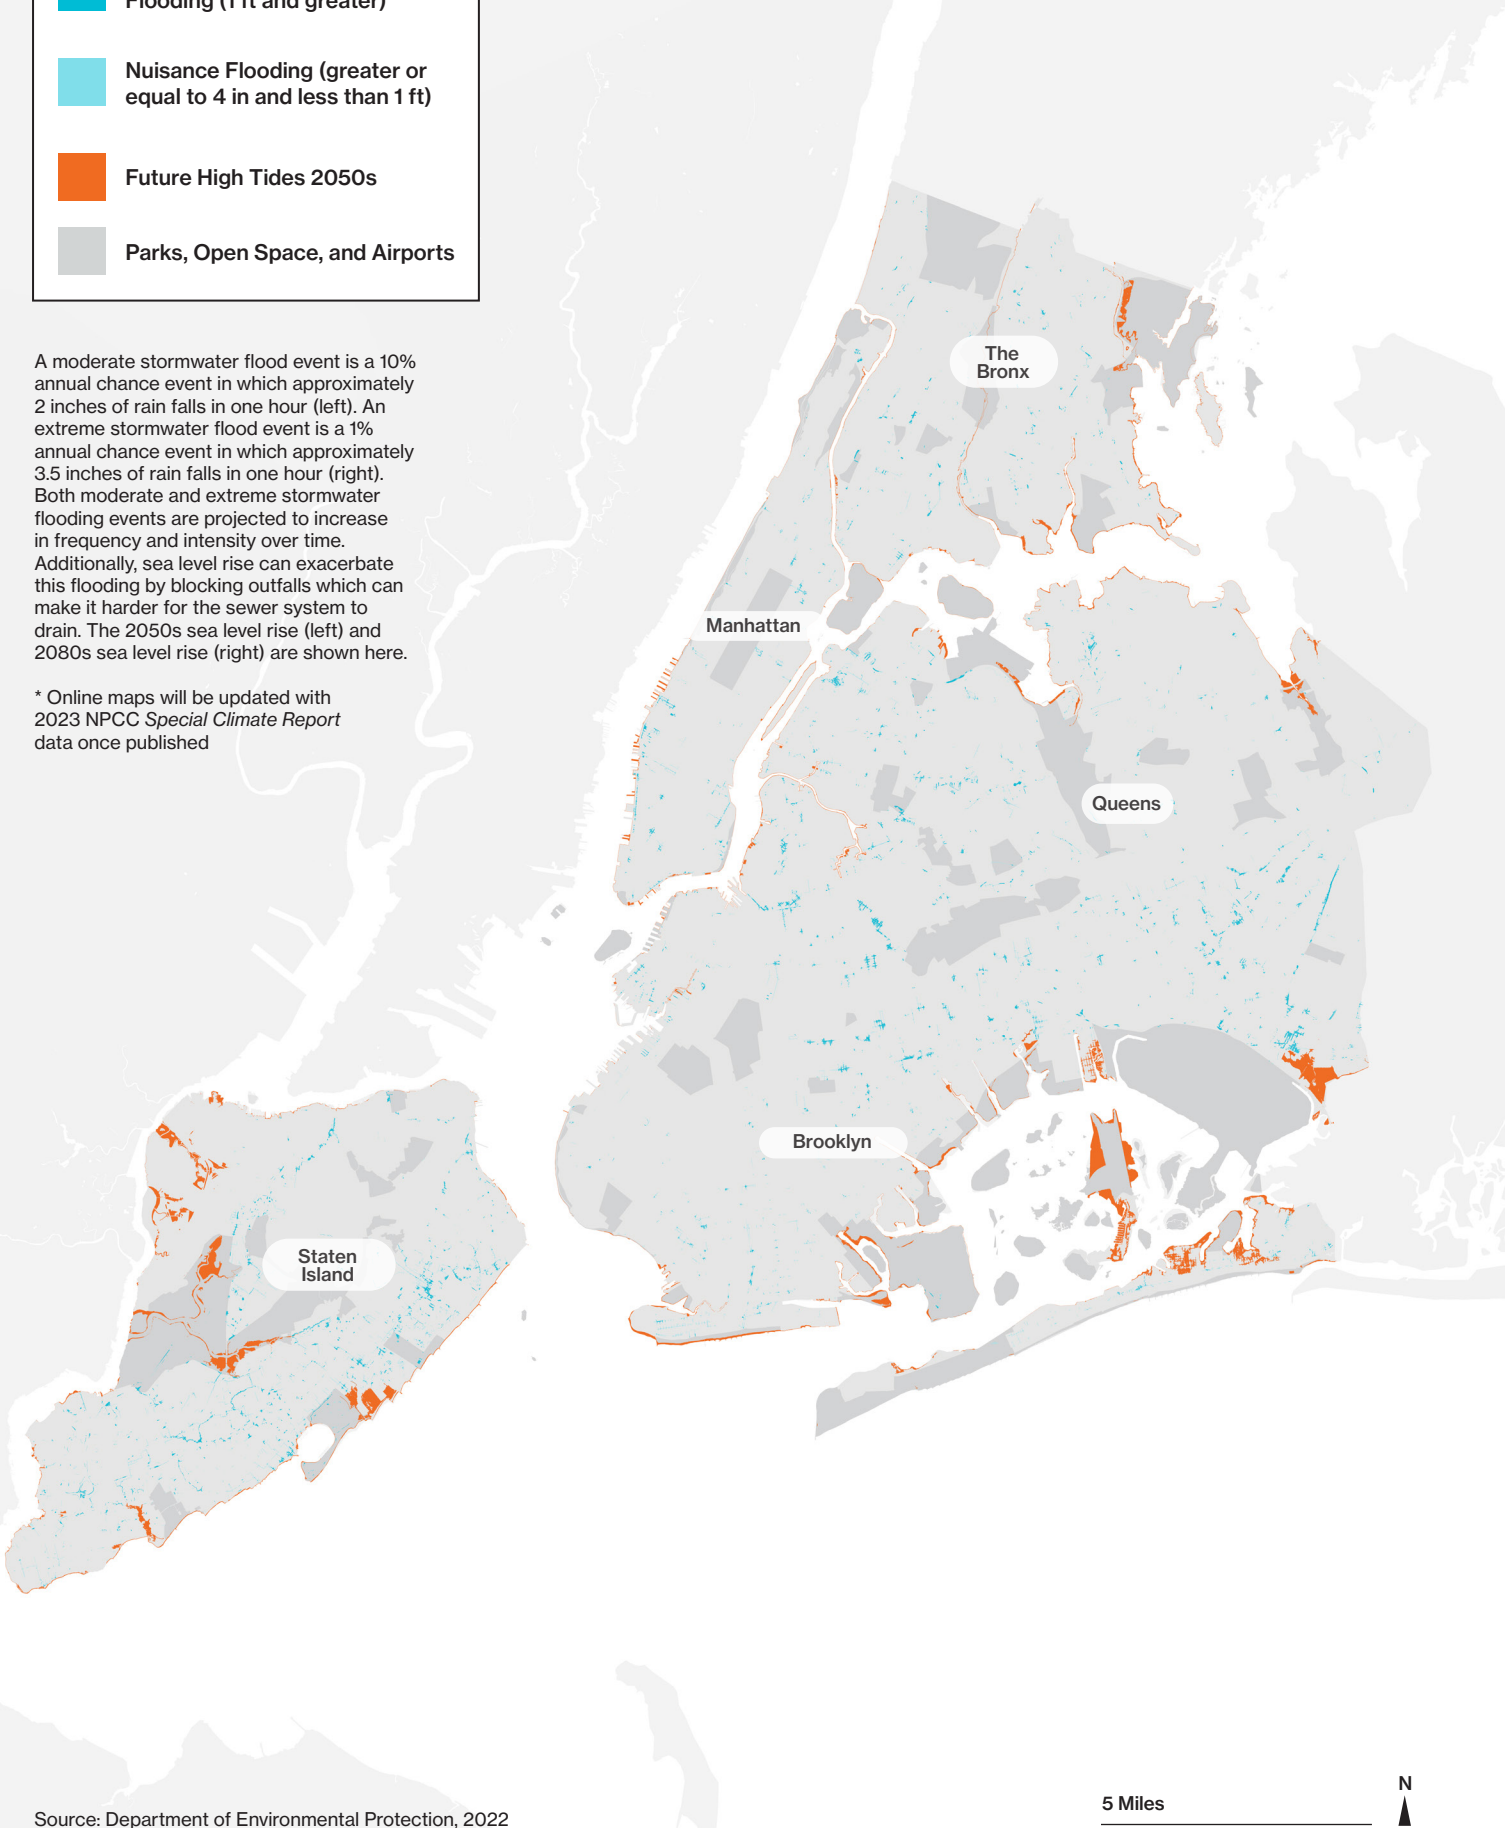 Flooding (1 ft and greater)
Nuisance Flooding (greater or
equal to 4 in and less than 1 ft)
Future High Tides 2050s
Parks, Open Space, and Airports
A moderate stormwater flood event is a 10%
annual chance event in which approximately
2 inches of rain falls in one hour (left). An
extreme stormwater flood event is a 1%
annual chance event in which approximately
3.5 inches of rain falls in one hour (right).
Both moderate and extreme stormwater
flooding events are projected to increase
in frequency and intensity over time.
Additionally, sea level rise can exacerbate
this flooding by blocking outfalls which can
make it harder for the sewer system to
drain. The 2050s sea level rise (left) and
2080s sea level rise (right) are shown here.
* Online maps will be updated with
2023 NPCC Special Climate Report
data once published
The
Bronx
Manhattan
Queens
Brooklyn
Staten
Island
Source: Department of Environmental Protection, 2022
5 Miles
N